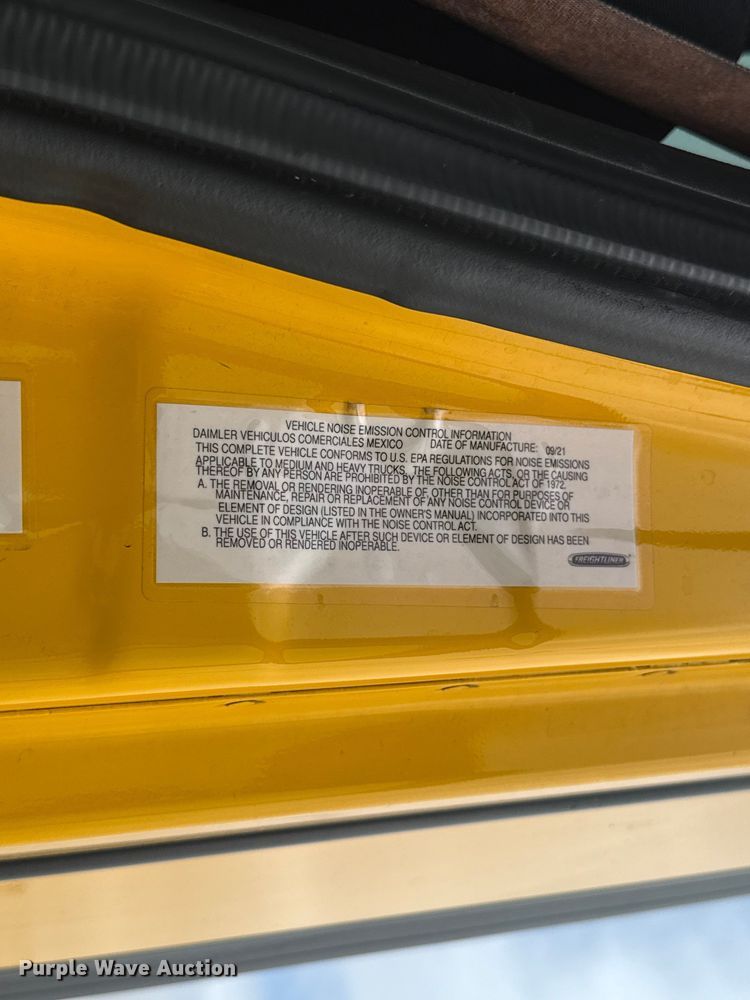 VEHICLE NOISE EMISSION CONTROL INFORMATION
DAIMLER VEHICULOS COMERCIALES MEXICO DATE OF MANUFACTURE: 09/21
THIS COMPLETE VEHICLE CONFORMS TO U.S. EPA REGULATIONS FOR NOISE EMISSIONS
APPLICABLE TO MEDIUM AND HEAVY TRUCKS. THE FOLLOWING ACTS, OR THE CAUSING
THEREOF BY ANY PERSON ARE PROHIBITED BY THE NOISE CONTROL ACT OF 1972.
A. THE REMOVAL OR RENDERING INOPERABLE OF, OTHER THAN FOR PURPOSES OF
MAINTENANCE, REPAIR OR REPLACEMENT OF ANY NOISE CONTROL DEVICE OR
ELEMENT OF DESIGN (LISTED IN THE OWNER'S MANUAL) INCORPORATED INTO THIS
VEHICLE IN COMPLIANCE WITH THE NOISE CONTROL ACT.
B. THE USE OF THIS VEHICLE AFTER SUCH DEVICE OR ELEMENT OF DESIGN HAS BEEN
REMOVED OR RENDERED INOPERABLE.
FREIGHTLINER
Purple Wave Auction